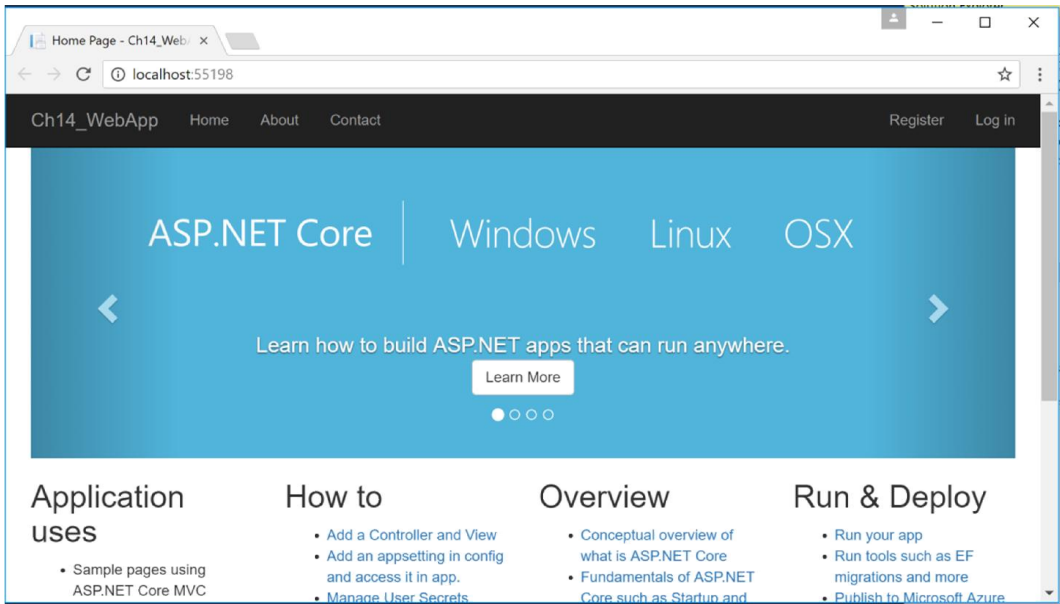 Home Page - Ch14_Web
localhost:55198
Ch14_WebApp Home About Contact Register Log in
ASP.NET Core Windows Linux OSX
Learn how to build ASP.NET apps that can run anywhere.
Learn More
Application
uses
• Sample pages using
ASP.NET Core MVC
How to
• Add a Controller and View
• Add an appsetting in config
and access it in app.
• Manage User Secrets
Overview
• Conceptual overview of
what is ASP.NET Core
• Fundamentals of ASP.NET
Core such as Startup and
Run & Deploy
• Run your app
• Run tools such as EF
migrations and more
• Publish to Microsoft Azure